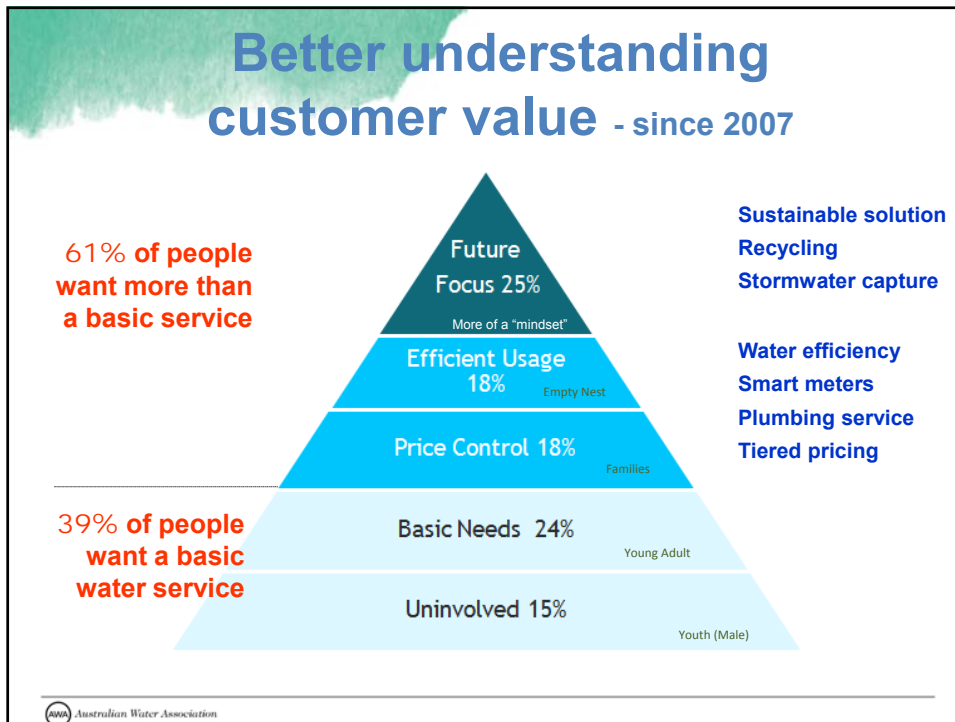 Better understanding
customer value - since 2007
61% of people
want more than
a basic service
Future
Focus 25%
More of a “mindset”
Efficient Usage
18%
Empty Nest
Price Control 18%
Families
39% of people
want a basic
water service
Basic Needs 24%
Young Adult
Uninvolved 15%
Youth (Male)
Sustainable solution
Recycling
Stormwater capture
Water efficiency
Smart meters
Plumbing service
Tiered pricing
AWA Australian Water Association